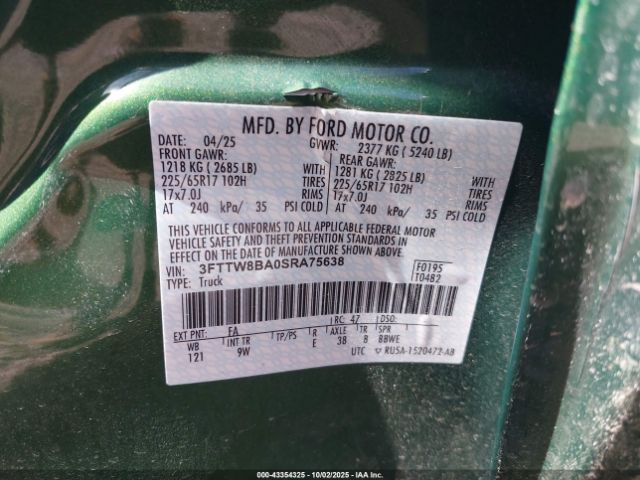 MFD. BY FORD MOTOR CO.
DATE: 04/25 GVWR: 2377 KG ( 5240 LB)
FRONT GAWR: REAR GAWR:
1218 KG ( 2685 LB) WITH 1281 KG ( 2825 LB) WITH
225/65R17 102H TIRES 225/65R17 102H TIRES
17x7.0J RIMS 17x7.0J RIMS
AT 240 kPa/ 35 PSI COLD AT 240 kPa/ 35 PSI COLD
THIS VEHICLE CONFORMS TO ALL APPLICABLE FEDERAL MOTOR
VEHICLE SAFETY AND THEFT PREVENTION STANDARDS IN
EFFECT ON THE DATE OF MANUFACTURE SHOWN ABOVE.
VIN: 3FTTW8BA0SRA75638 F0195
TYPE: Truck T0482
RC: 47 DSO:
EXT PNT: EA
WB INT TR TP/PS R AXLE TR SPR
121 9W E 38 8 BBWE
UTC RU5A-1520472-AB
000-43354325 | 10/02/2025 | IAA Inc.